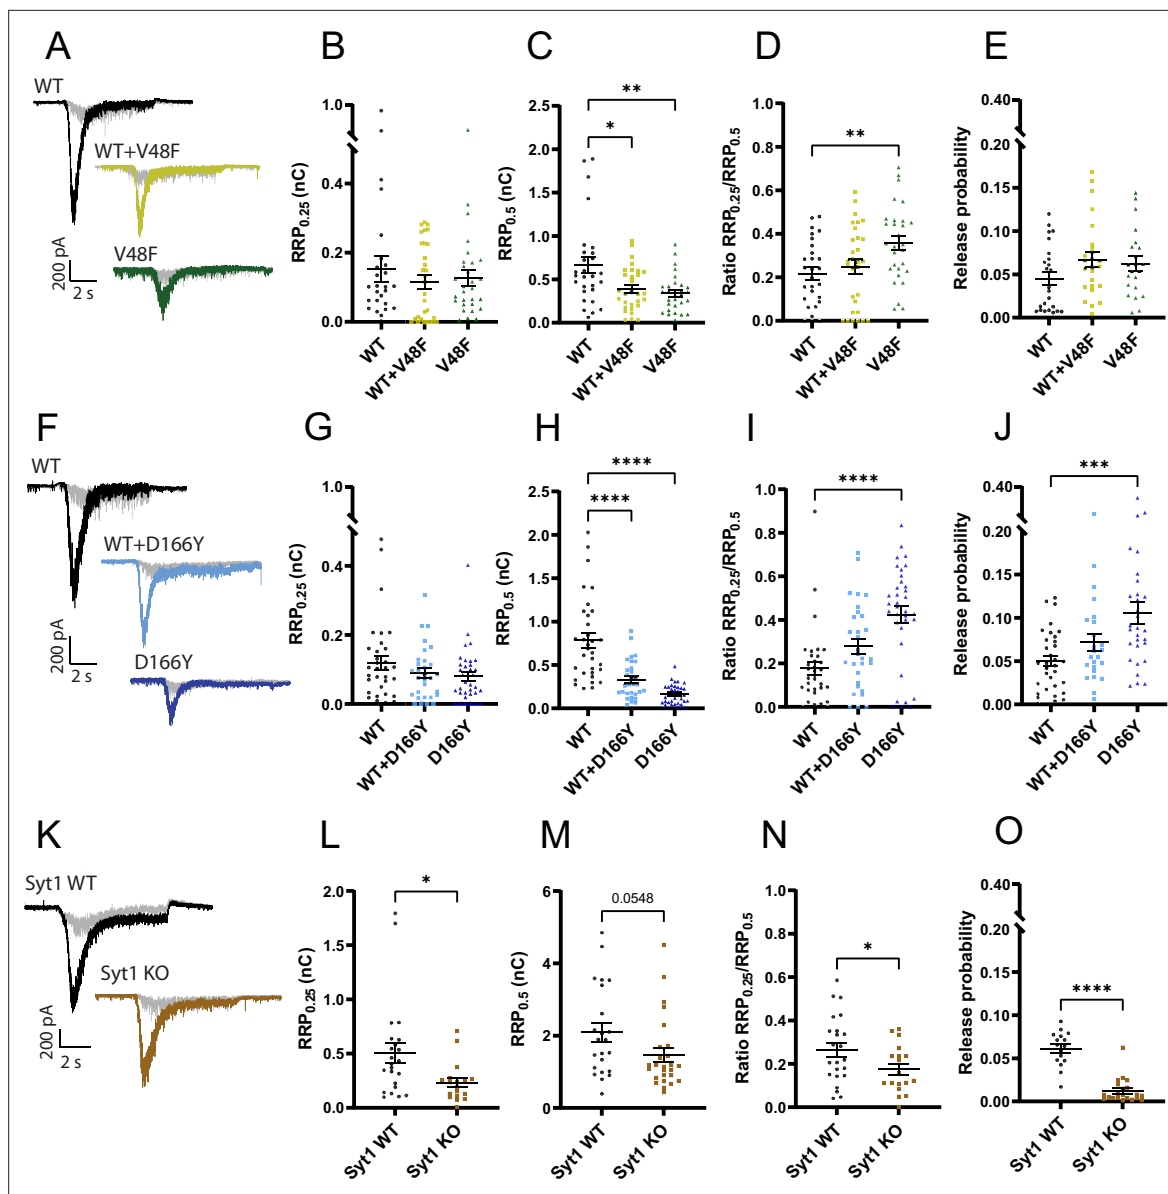 A
WT
WT+V48F
V48F
200 pA
2 s
B
RRP0.25 (nC)
1.0
0.4
0.2
0.0
WT
WT+V48F
V48F
C
RRP0.5 (nC)
2.5
2.0
1.5
1.0
0.5
0.0
**
*
WT
WT+V48F
V48F
D
Ratio RRP0.25/RRP0.5
1.0
0.8
0.6
0.4
0.2
0.0
**
WT
WT+V48F
V48F
E
Release probability
0.40
0.20
0.15
0.10
0.05
0.00
WT
WT+V48F
V48F
F
WT
WT+D166Y
D166Y
200 pA
2 s
G
RRP0.25 (nC)
1.0
0.4
0.2
0.0
WT
WT+D166Y
D166Y
H
RRP0.5 (nC)
2.5
2.0
1.5
1.0
0.5
0.0
****
****
WT
WT+D166Y
D166Y
I
Ratio RRP0.25/RRP0.5
1.0
0.8
0.6
0.4
0.2
0.0
****
WT
WT+D166Y
D166Y
J
Release probability
0.40
0.20
0.15
0.10
0.05
0.00
***
WT
WT+D166Y
D166Y
K
Syt1 WT
Syt1 KO
200 pA
2 s
L
RRP0.25 (nC)
2.0
1.5
1.0
0.5
0.0
*
Syt1 WT
Syt1 KO
M
RRP0.5 (nC)
6
4
2
0
0.0548
Syt1 WT
Syt1 KO
N
Ratio RRP0.25/RRP0.5
1.0
0.8
0.6
0.4
0.2
0.0
*
Syt1 WT
Syt1 KO
O
Release probability
0.40
0.20
0.15
0.10
0.05
0.00
****
Syt1 WT
Syt1 KO